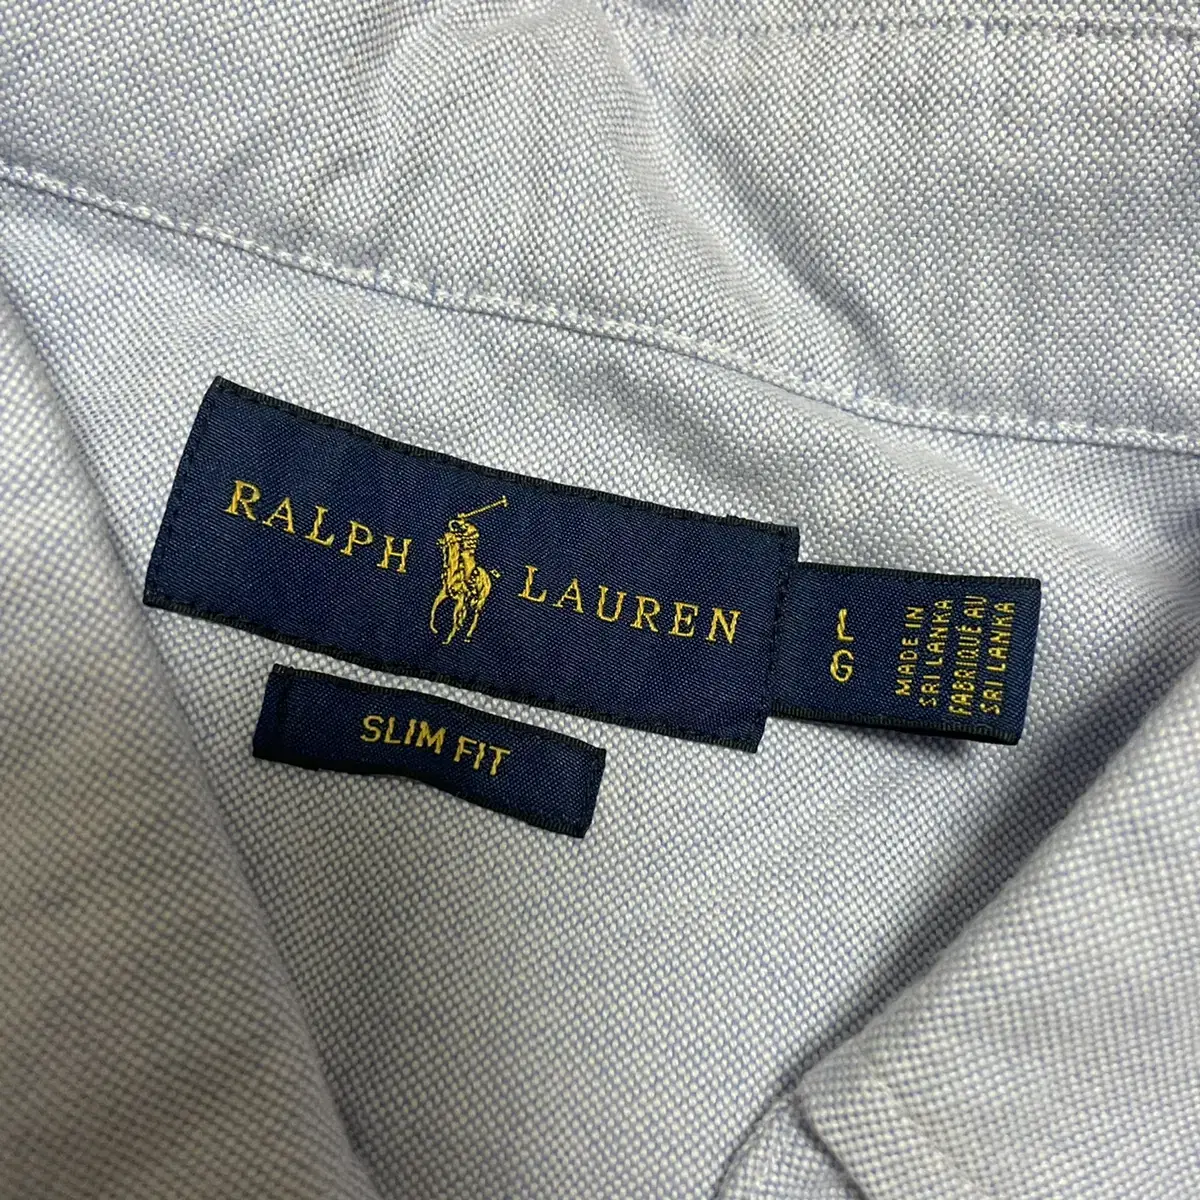 RALPH LAUREN
SLIM FIT
L
G
MADE IN
SRI LANKA
FABRIQUÉ AU
SRI LANKA